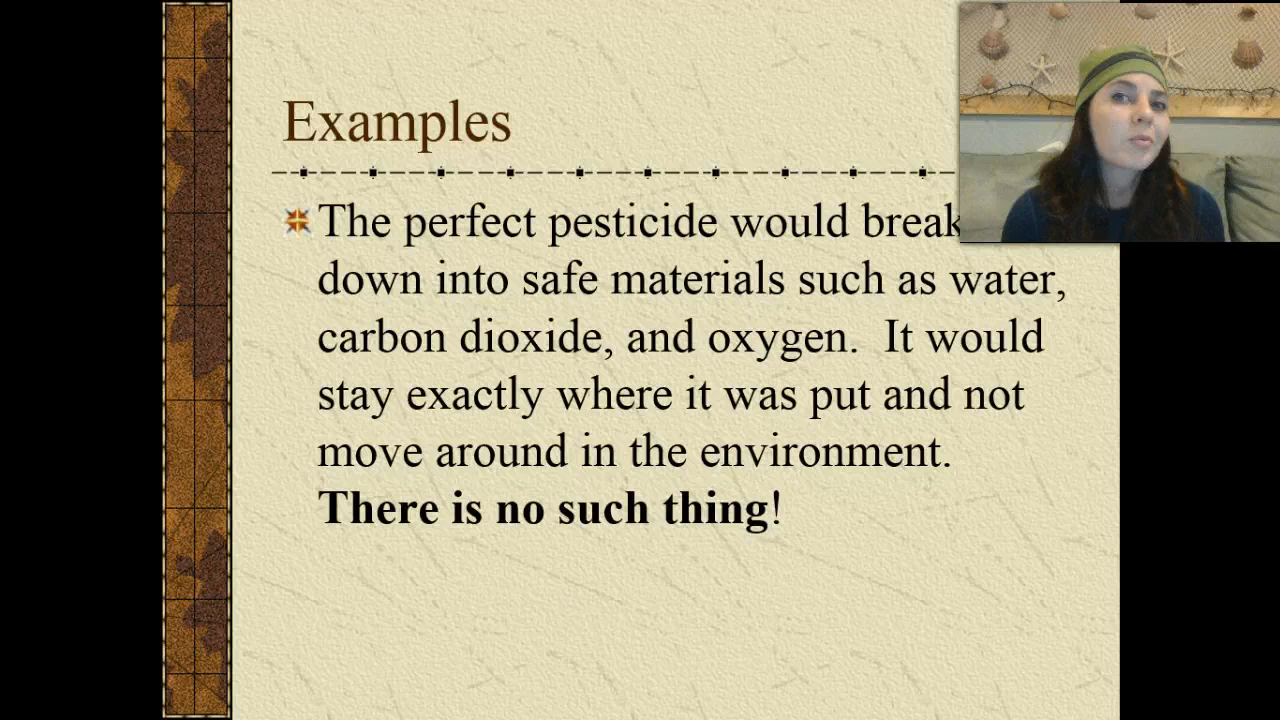 Examples
The perfect pesticide would break
down into safe materials such as water,
carbon dioxide, and oxygen.  It would
stay exactly where it was put and not
move around in the environment.
There is no such thing!